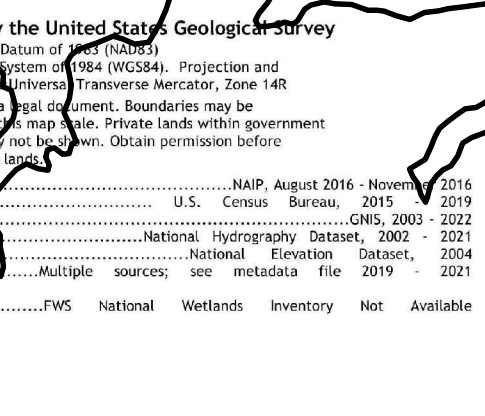 y the United States Geological Survey
Datum of 1983 (NAD83)
System of 1984 (WGS84). Projection and
Universal Transverse Mercator, Zone 14R
a legal document. Boundaries may be
this map scale. Private lands within government
y not be shown. Obtain permission before
lands.
....................................................NAIP, August 2016 - November 2016
.................................. U.S. Census Bureau, 2015 - 2019
..............................................................................GNIS, 2003 - 2022
................................National Hydrography Dataset, 2002 - 2021
..........................................National Elevation Dataset, 2004
.......Multiple sources; see metadata file 2019 - 2021
.........FWS National Wetlands Inventory Not Available